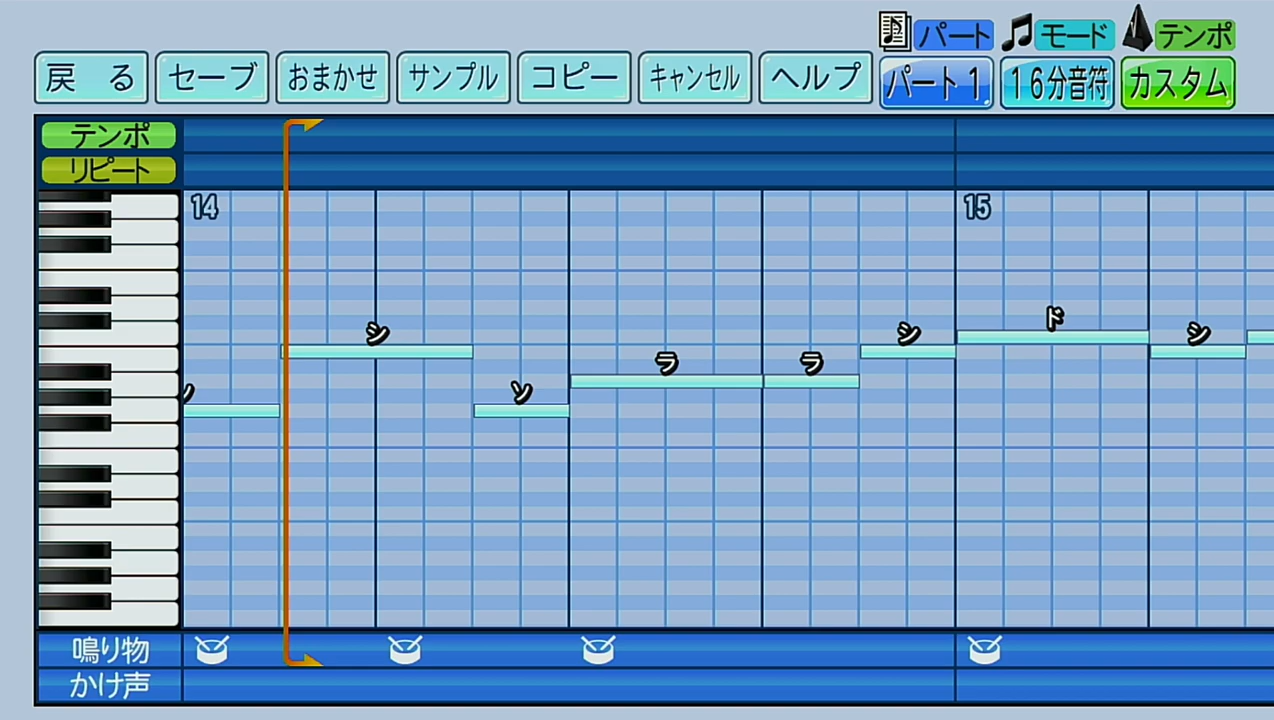 パート モード テンポ
戻る セーブ おまかせ サンプル コピー キャンセル ヘルプ パート1 16分音符 カスタム
テンポ
リピート
14 15
ド
シ シ シ
ラ ラ
ソ ソ
鳴り物
かけ声